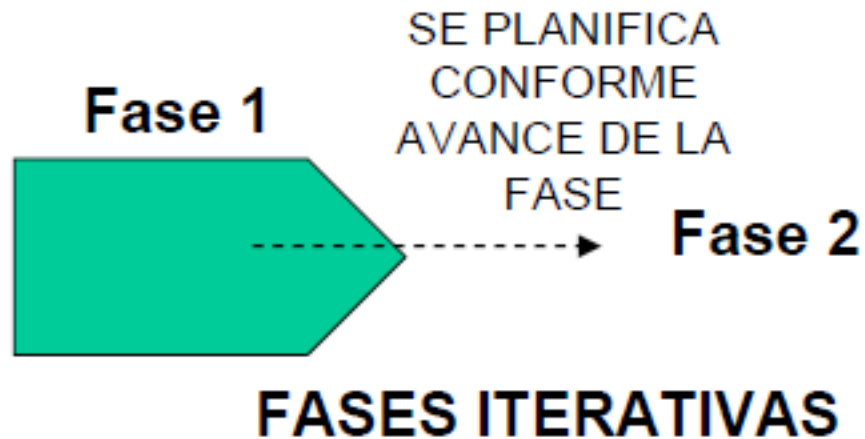 SE PLANIFICA
CONFORME
AVANCE DE LA
FASE
Fase 1
Fase 2
FASES ITERATIVAS